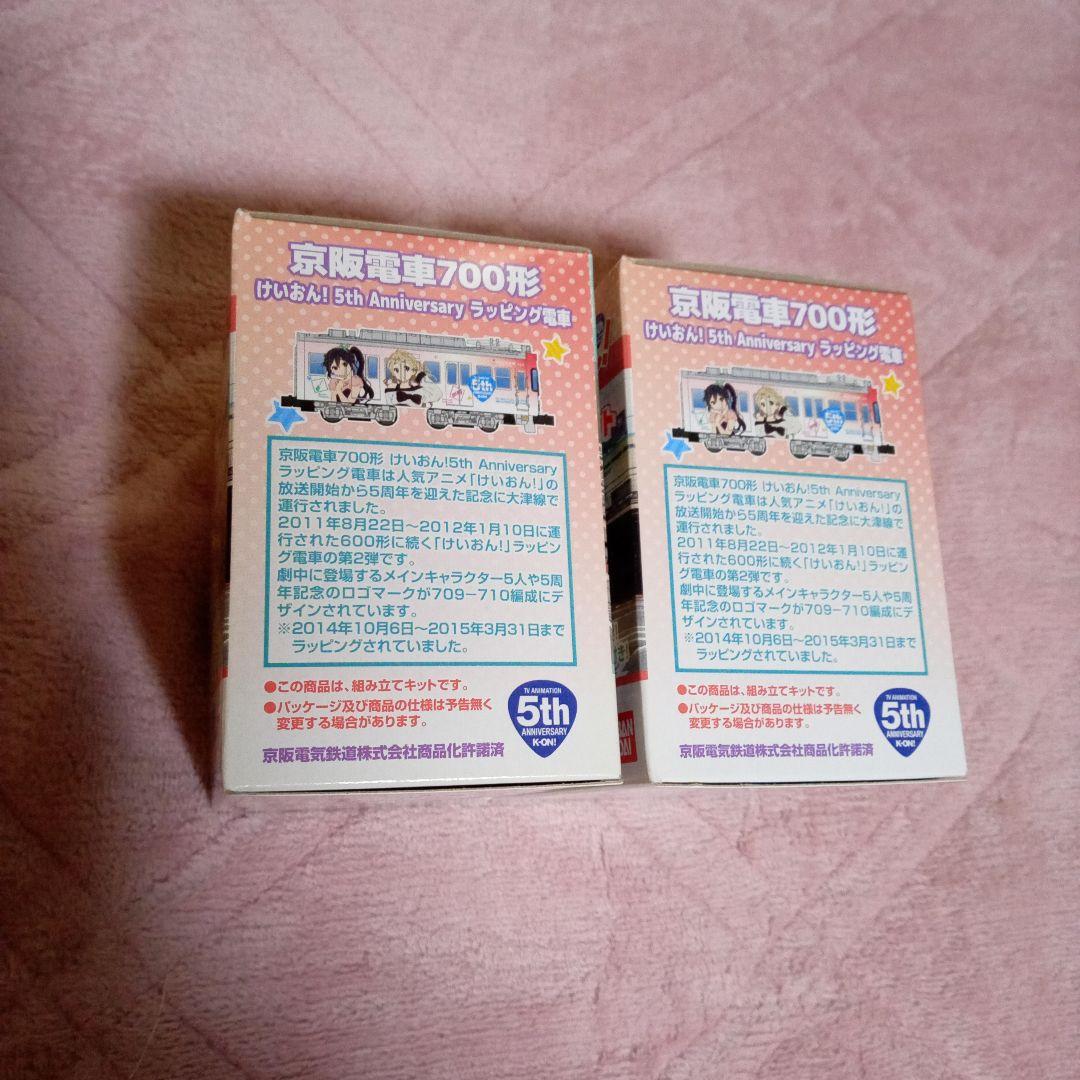 京阪電車700形
けいおん! 5th Anniversary ラッピング電車
5th
京阪電車700形 けいおん!5th Anniversary
ラッピング電車は人気アニメ「けいおん!」の
放送開始から5周年を迎えた記念に大津線で
運行されました。
2011年8月22日～2012年1月10日に運
行された600形に続く「けいおん!」ラッピン
グ電車の第2弾です。
劇中に登場するメインキャラクター5人や5周
年記念のロゴマークが709-710編成にデ
ザインされています。
※2014年10月6日～2015年3月31日まで
ラッピングされていました。
●この商品は、組み立てキットです。
●パッケージ及び商品の仕様は予告無く
変更する場合があります。
京阪電気鉄道株式会社商品化許諾済
TV ANIMATION
5th
ANNIVERSARY
K-ON!
京阪電車700形
けいおん! 5th Anniversary ラッピング電車
5th
京阪電車700形 けいおん!5th Anniversary
ラッピング電車は人気アニメ「けいおん!」の
放送開始から5周年を迎えた記念に大津線で
運行されました。
2011年8月22日～2012年1月10日に運
行された600形に続く「けいおん!」ラッピン
グ電車の第2弾です。
劇中に登場するメインキャラクター5人や5周
年記念のロゴマークが709-710編成にデ
ザインされています。
※2014年10月6日～2015年3月31日まで
ラッピングされていました。
●この商品は、組み立てキットです。
●パッケージ及び商品の仕様は予告無く
変更する場合があります。
京阪電気鉄道株式会社商品化許諾済
TV ANIMATION
5th
ANNIVERSARY
K-ON!